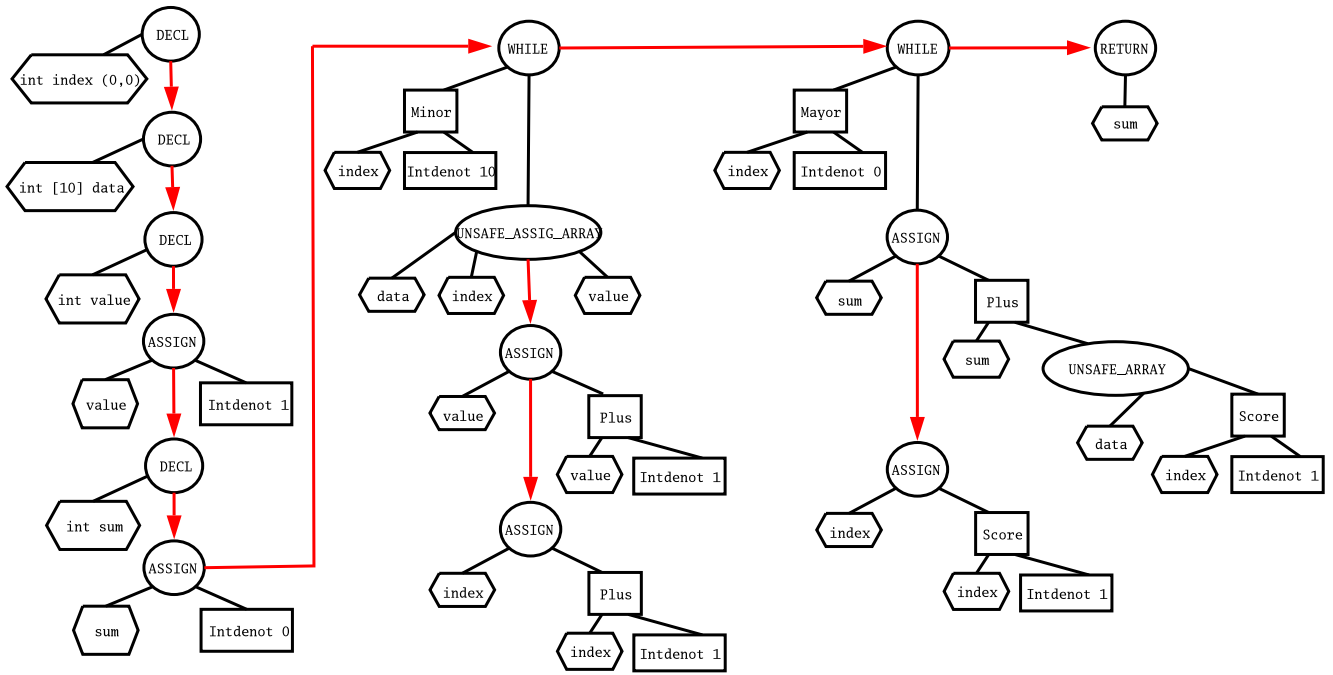 DECL
int index (0,0)
DECL
int [10] data
DECL
int value
ASSIGN
value
Intdenot 1
DECL
int sum
ASSIGN
sum
Intdenot 0
WHILE
Minor
index
Intdenot 10
UNSAFE_ASSIG_ARRAY
data
index
value
ASSIGN
value
Plus
value
Intdenot 1
ASSIGN
index
Plus
index
Intdenot 1
WHILE
Mayor
index
Intdenot 0
ASSIGN
sum
Plus
sum
UNSAFE_ARRAY
data
Score
index
Intdenot 1
ASSIGN
index
Score
index
Intdenot 1
RETURN
sum